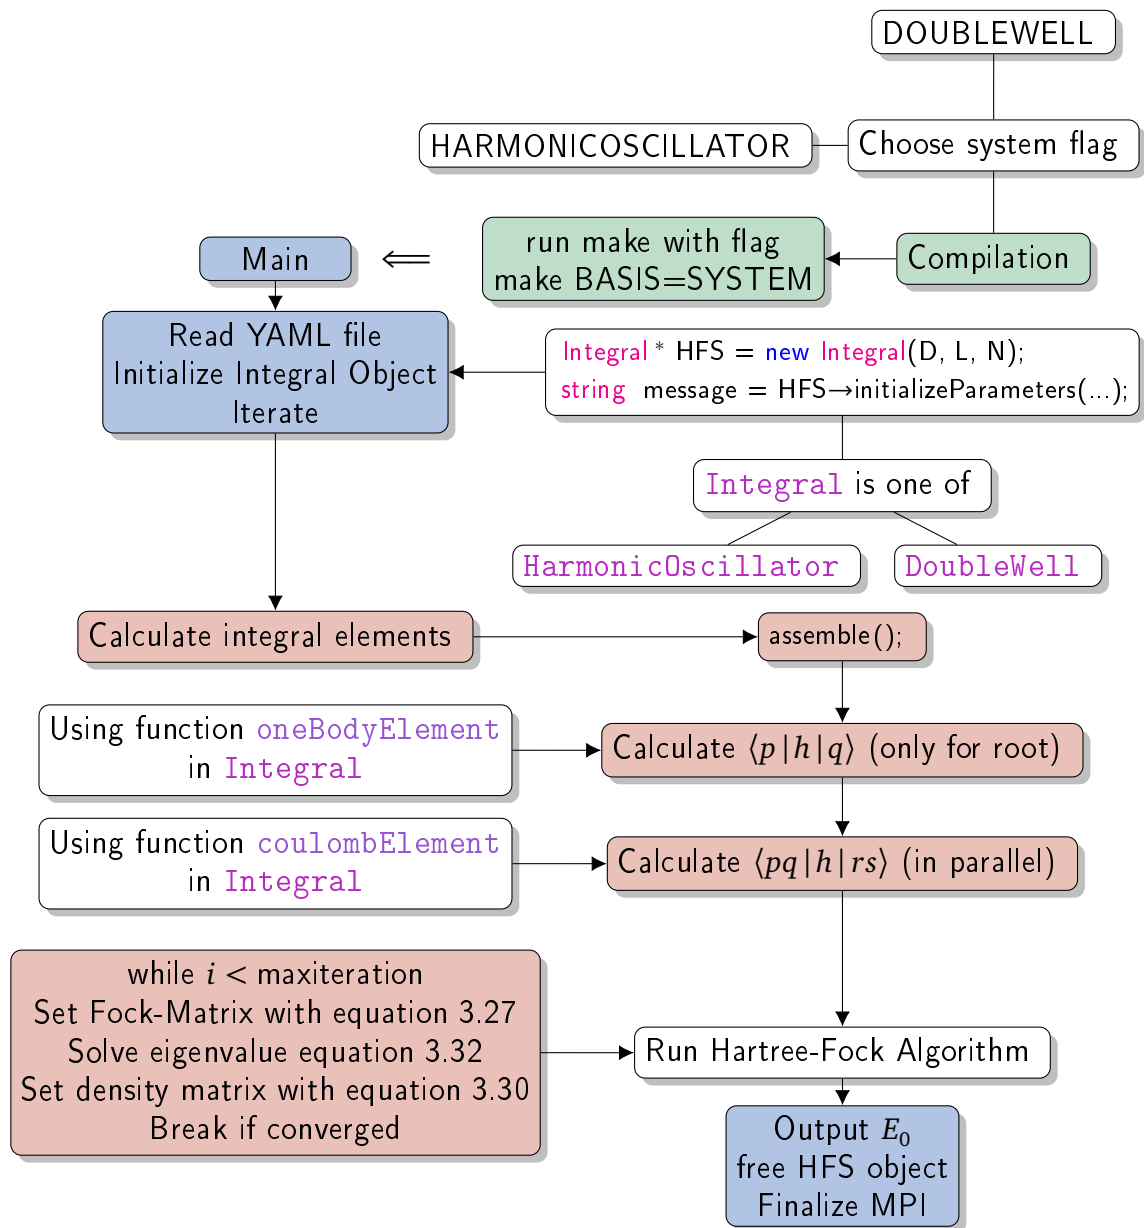 DOUBLEWELL
HARMONICOSCILLATOR
Choose system flag
Main
⟸
run make with flag
make BASIS=SYSTEM
Compilation
Read YAML file
Initialize Integral Object
Iterate
Integral * HFS = new Integral(D, L, N);
string message = HFS→initializeParameters(...);
Integral is one of
HarmonicOscillator
DoubleWell
Calculate integral elements
assemble();
Using function oneBodyElement
in Integral
Calculate ⟨p|h|q⟩ (only for root)
Using function coulombElement
in Integral
Calculate ⟨pq|h|rs⟩ (in parallel)
while i < maxiteration
Set Fock-Matrix with equation 3.27
Solve eigenvalue equation 3.32
Set density matrix with equation 3.30
Break if converged
Run Hartree-Fock Algorithm
Output E₀
free HFS object
Finalize MPI